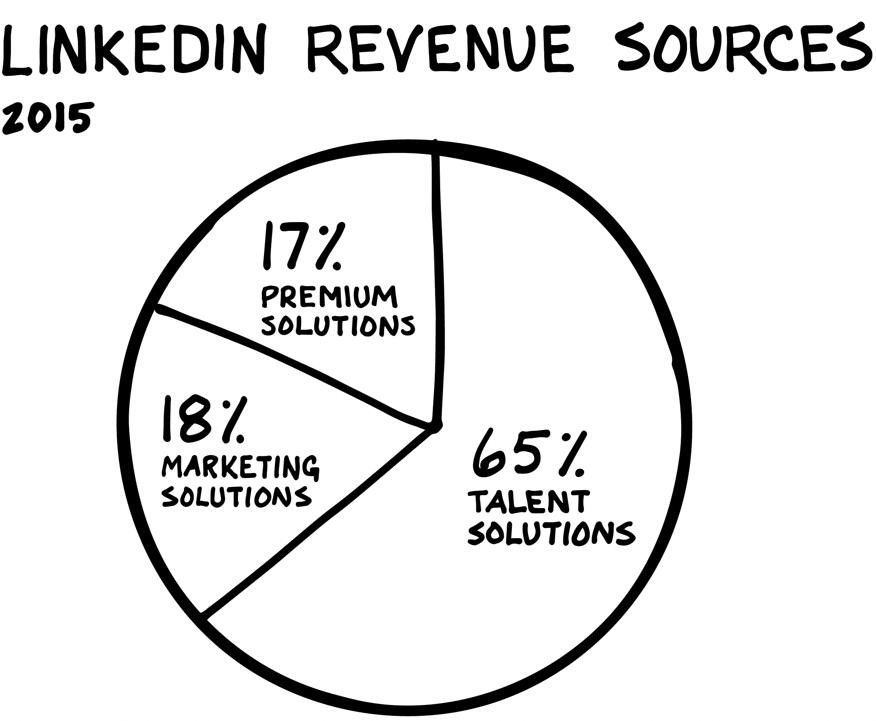 LINKEDIN REVENUE SOURCES
2015
17%
PREMIUM
SOLUTIONS
18%
MARKETING
SOLUTIONS
65%
TALENT
SOLUTIONS